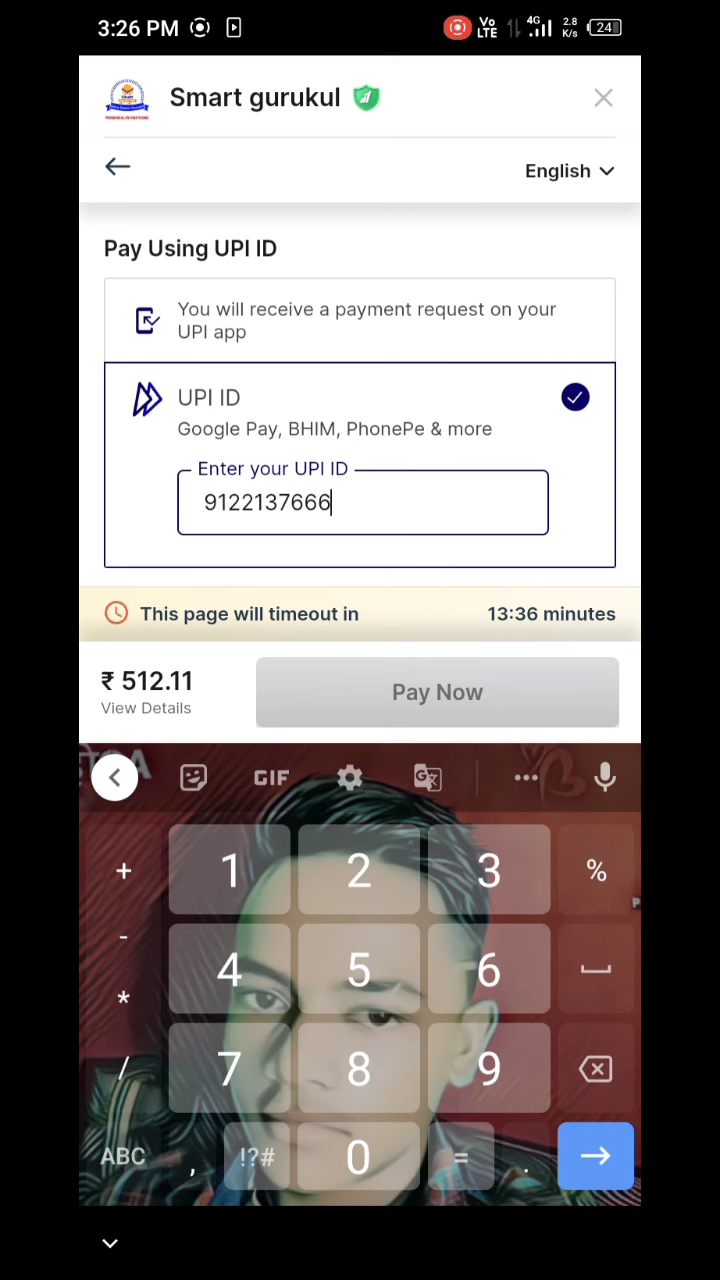 3:26 PM
Vo
LTE
4G
2.8
K/s
24
Smart gurukul
English
Pay Using UPI ID
You will receive a payment request on your
UPI app
UPI ID
Google Pay, BHIM, PhonePe & more
Enter your UPI ID
9122137666
This page will timeout in 13:36 minutes
₹ 512.11
View Details
Pay Now
GIF
+ 1 2 3 %
- 4 5 6
*
/ 7 8 9
ABC , !?# 0 = .